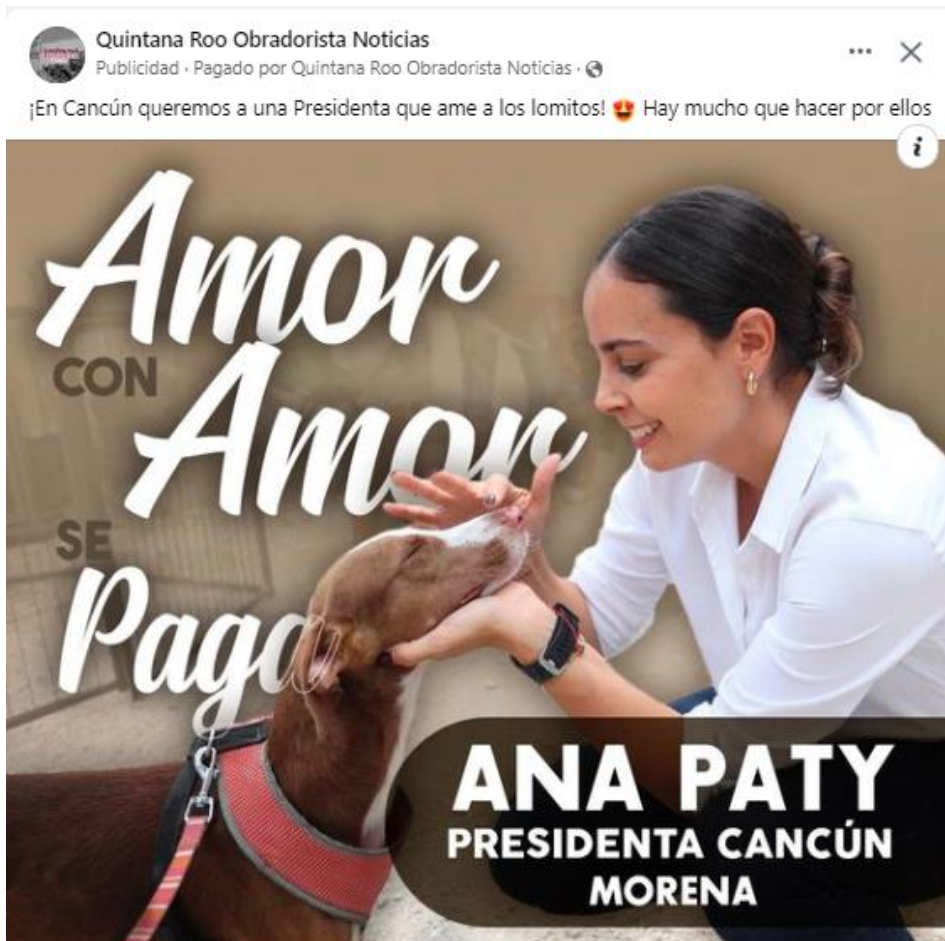 Quintana Roo Obradorista Noticias
Publicidad · Pagado por Quintana Roo Obradorista Noticias ·
¡En Cancún queremos a una Presidenta que ame a los lomitos! 😍 Hay mucho que hacer por ellos
Amor
CON
Amor
SE
Paga
ANA PATY
PRESIDENTA CANCÚN
MORENA